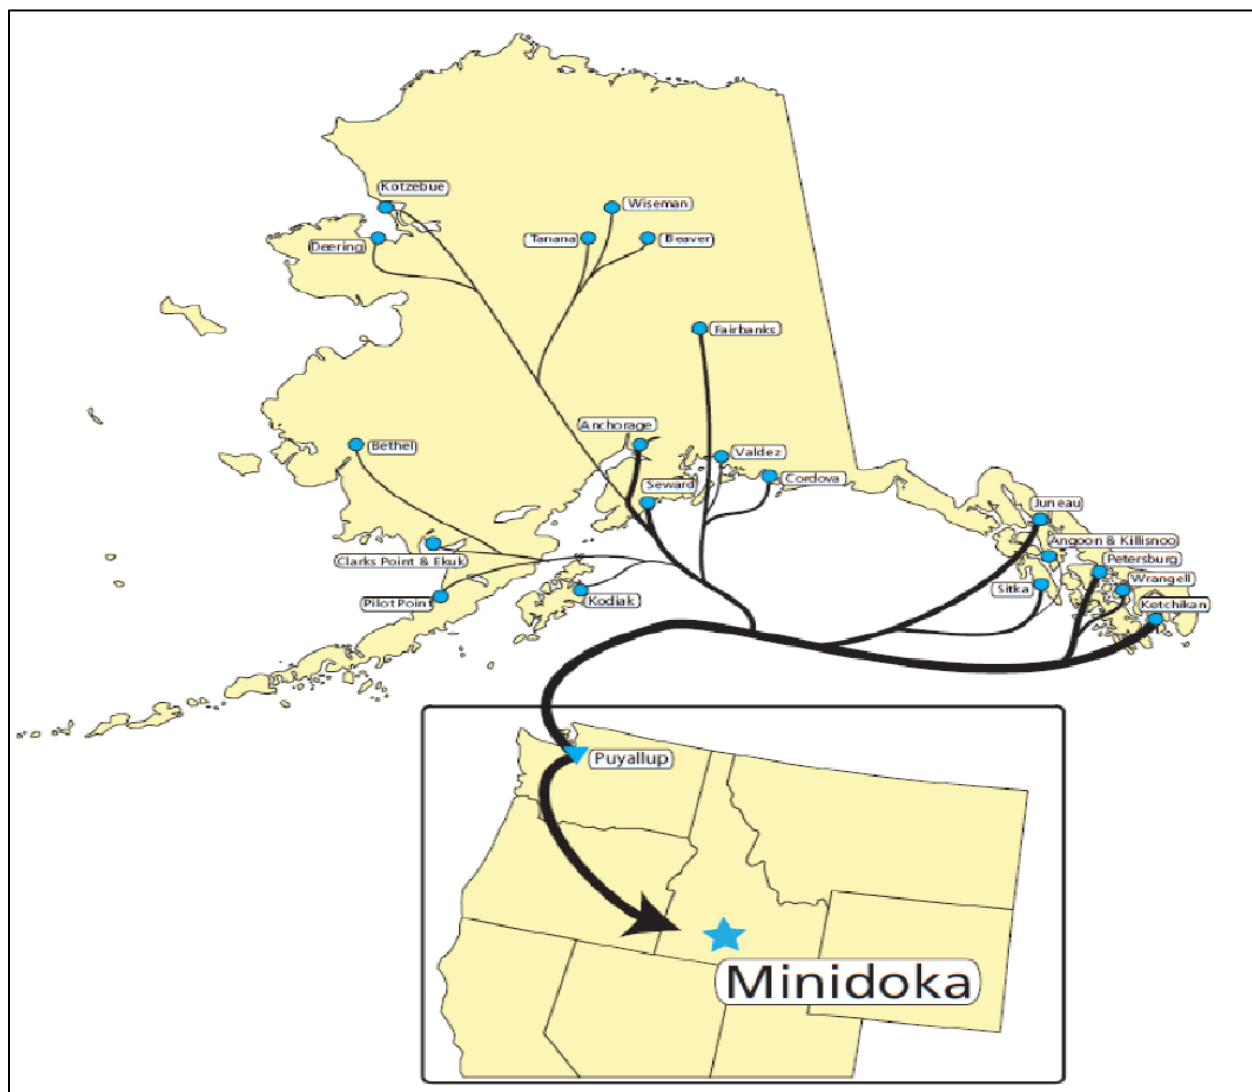 Kotzebue
Wiseman
Deering
Tanana
Beaver
Fairbanks
Anchorage
Bethel
Valdez
Seward
Cordova
Juneau
Angoon & Killisnoo
Clarks Point & Ekuk
Petersburg
Wrangell
Sitka
Pilot Point
Kodiak
Ketchikan
Puyallup
Minidoka